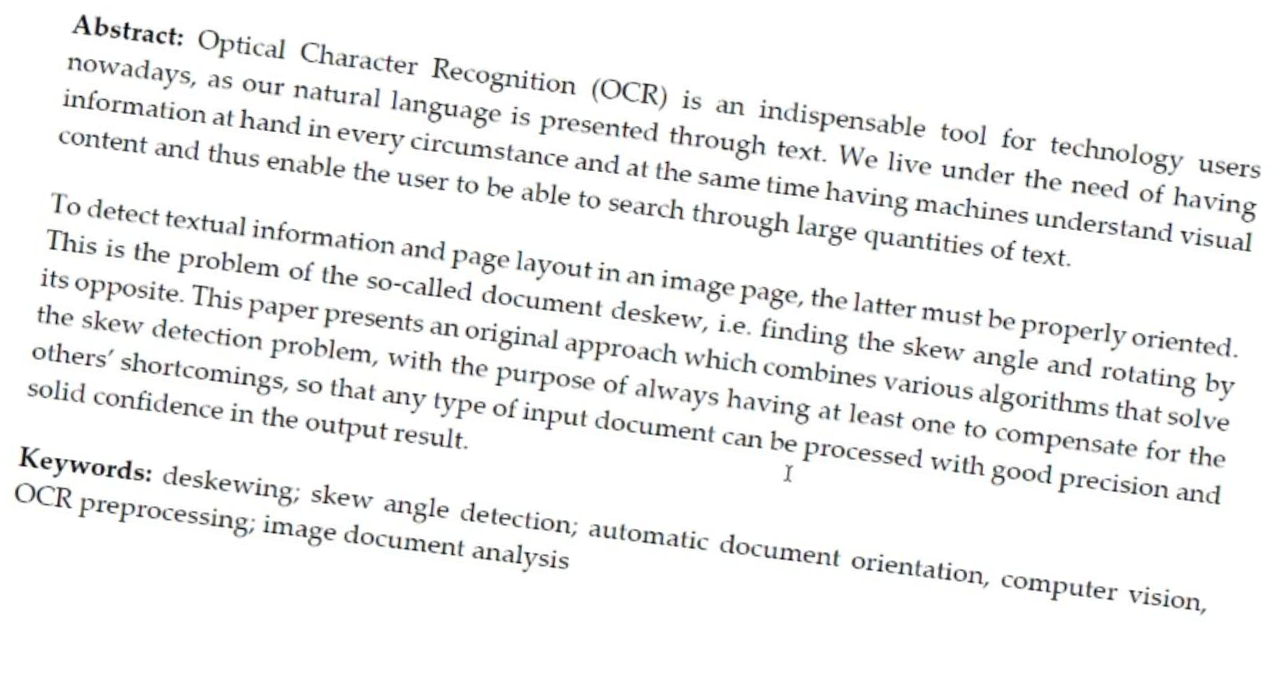 Abstract: Optical Character Recognition (OCR) is an indispensable tool for technology users
nowadays, as our natural language is presented through text. We live under the need of having
information at hand in every circumstance and at the same time having machines understand visual
content and thus enable the user to be able to search through large quantities of text.
To detect textual information and page layout in an image page, the latter must be properly oriented.
This is the problem of the so-called document deskew, i.e. finding the skew angle and rotating by
its opposite. This paper presents an original approach which combines various algorithms that solve
the skew detection problem, with the purpose of always having at least one to compensate for the
others' shortcomings, so that any type of input document can be processed with good precision and
solid confidence in the output result.
Keywords: deskewing; skew angle detection; automatic document orientation, computer vision,
OCR preprocessing; image document analysis